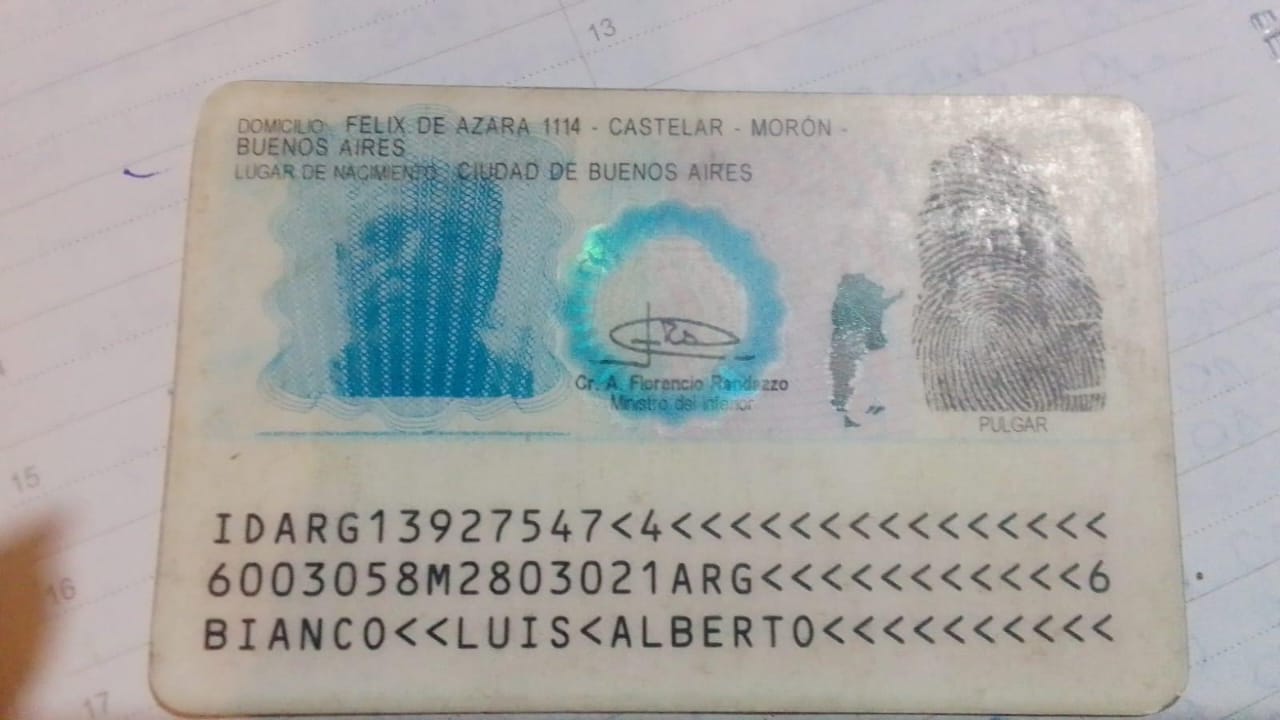 13
DOMICILIO: FELIX DE AZARA 1114 - CASTELAR - MORÓN -
BUENOS AIRES
LUGAR DE NACIMIENTO: CIUDAD DE BUENOS AIRES
Cr. A. Florencio Randazzo
Ministro del Interior
PULGAR
15
IDARG13927547<4<<<<<<<<<<<<<<<
6003058M2803021ARG<<<<<<<<<<<6
16
BIANCO<<LUIS<ALBERTO<<<<<<<<<<
17